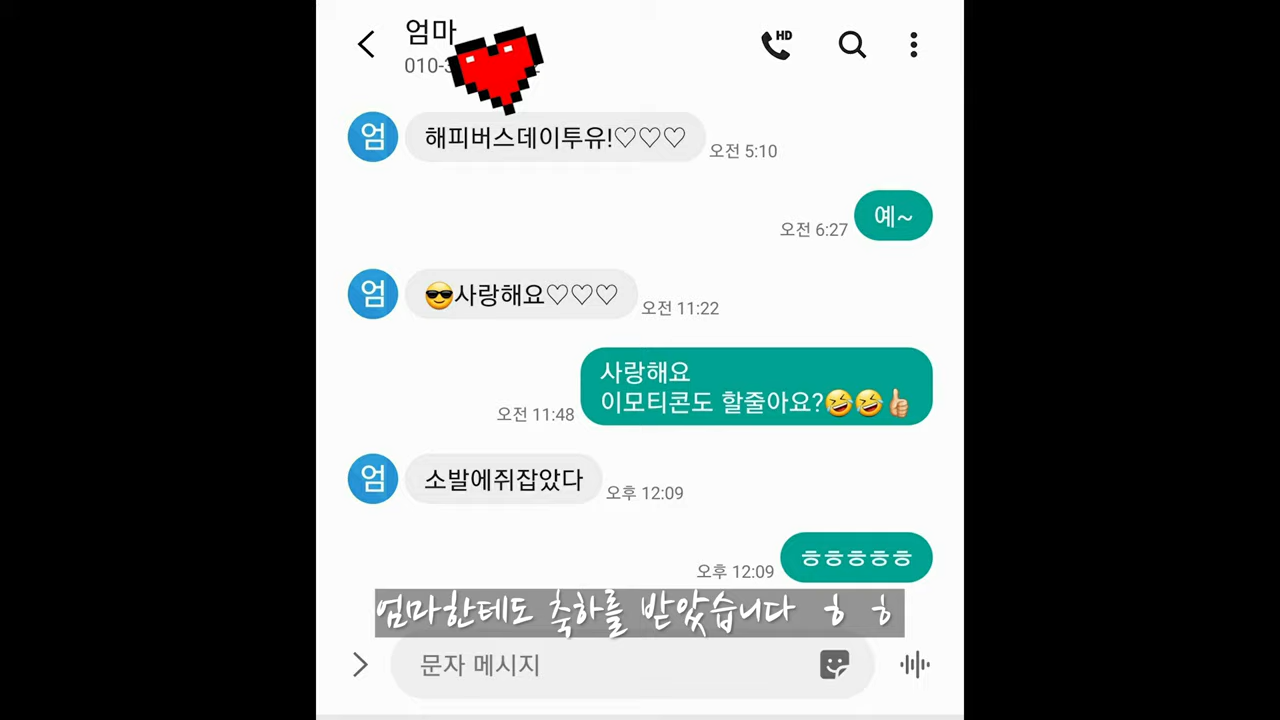 엄마
010-3
HD
엄
해피버스데이투유!♡♡♡
오전 5:10
예~
오전 6:27
엄
😎사랑해요♡♡♡
오전 11:22
사랑해요
이모티콘도 할줄아요?🤣🤣👍🏻
오전 11:48
엄
소발에쥐잡았다
오후 12:09
ㅎㅎㅎㅎㅎ
오후 12:09
엄마한테도 축하를 받았습니다 ㅎ ㅎ
문자 메시지